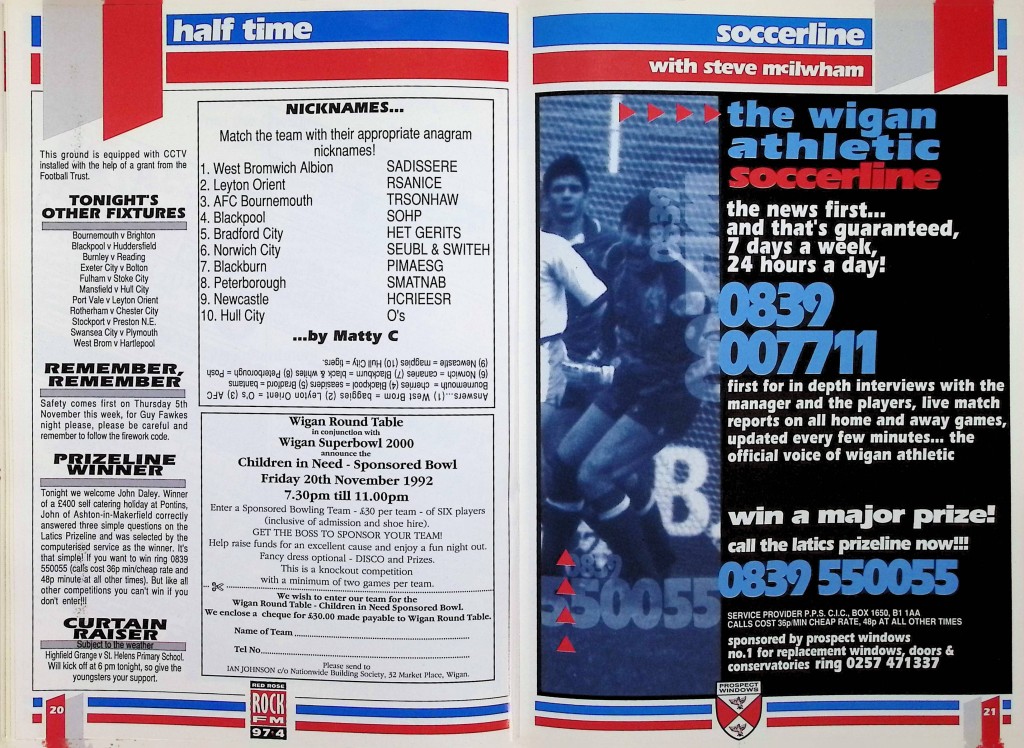 half time
This ground is equipped with CCTV
installed with the help of a grant from the
Football Trust.
TONIGHT'S
OTHER FIXTURES
Bournemouth v Brighton
Blackpool v Huddersfield
Burnley v Reading
Exeter City v Bolton
Fulham v Stoke City
Mansfield v Hull City
Port Vale v Leyton Orient
Rotherham v Chester City
Stockport v Preston N.E.
Swansea City v Plymouth
West Brom v Hartlepool
REMEMBER,
REMEMBER
Safety comes first on Thursday 5th
November this week, for Guy Fawkes
night please, please be careful and
remember to follow the firework code.
PRIZELINE
WINNER
Tonight we welcome John Daley. Winner
of a £400 self catering holiday at Pontins,
John of Ashton-in-Makerfield correctly
answered three simple questions on the
Latics Prizeline and was selected by the
computerised service as the winner. It's
that simple! If you want to win ring 0839
550055 (calls cost 36p min/cheap rate and
48p minute at all other times). But like all
other competitions you can't win if you
don't enter!!!
CURTAIN
RAISER
Subject to the weather
Highfield Grange v St. Helens Primary School.
Will kick off at 6 pm tonight, so give the
youngsters your support.
NICKNAMES...
Match the team with their appropriate anagram
nicknames!
1. West Bromwich Albion SADISSERE
2. Leyton Orient RSANICE
3. AFC Bournemouth TRSONHAW
4. Blackpool SOHP
5. Bradford City HET GERITS
6. Norwich City SEUBL & SWITEH
7. Blackburn PIMAESG
8. Peterborough SMATNAB
9. Newcastle HCRIEESR
10. Hull City O's
...by Matty C
Answers...(1) West Brom = baggies (2) Leyton Orient = O's (3) AFC
Bournemouth = cherries (4) Blackpool = seasiders (5) Bradford = bantams
(6) Norwich = canaries (7) Blackburn = black & whites (8) Peterborough = Posh
(9) Newcastle = magpies (10) Hull City = tigers.
Wigan Round Table
in conjunction with
Wigan Superbowl 2000
announce the
Children in Need - Sponsored Bowl
Friday 20th November 1992
7.30pm till 11.00pm
Enter a Sponsored Bowling Team - £30 per team - of SIX players
(inclusive of admission and shoe hire).
GET THE BOSS TO SPONSOR YOUR TEAM!
Help raise funds for an excellent cause and enjoy a fun night out.
Fancy dress optional - DISCO and Prizes.
This is a knockout competition
with a minimum of two games per team.
We wish to enter our team for the
Wigan Round Table - Children in Need Sponsored Bowl.
We enclose a cheque for £30.00 made payable to Wigan Round Table.
Name of Team
Tel No.
Please send to
IAN JOHNSON c/o Nationwide Building Society, 32 Market Place, Wigan.
20
RED ROSE
ROCK
FM
97·4
soccerline
with steve mcilwham
the wigan
athletic
soccerline
the news first...
and that's guaranteed,
7 days a week,
24 hours a day!
0839
007711
first for in depth interviews with the
manager and the players, live match
reports on all home and away games,
updated every few minutes... the
official voice of wigan athletic
B
win a major prize!
call the latics prizeline now!!!
0839 550055
0839
550055
SERVICE PROVIDER P.P.S. C.I.C., BOX 1650, B1 1AA
CALLS COST 36p/MIN CHEAP RATE, 48p AT ALL OTHER TIMES
sponsored by prospect windows
no.1 for replacement windows, doors &
conservatories ring 0257 471337
PROSPECT
WINDOWS
21